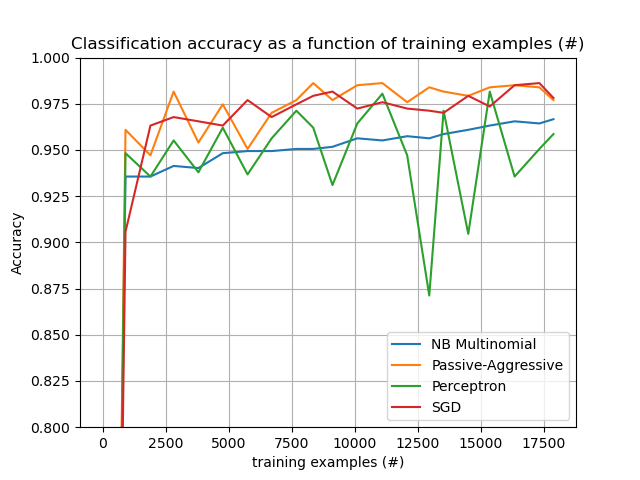 Classification accuracy as a function of training examples (#)
1.000
0.975
0.950
0.925
0.900
0.875
0.850
0.825
0.800
Accuracy
NB Multinomial
Passive-Aggressive
Perceptron
SGD
0 2500 5000 7500 10000 12500 15000 17500
training examples (#)